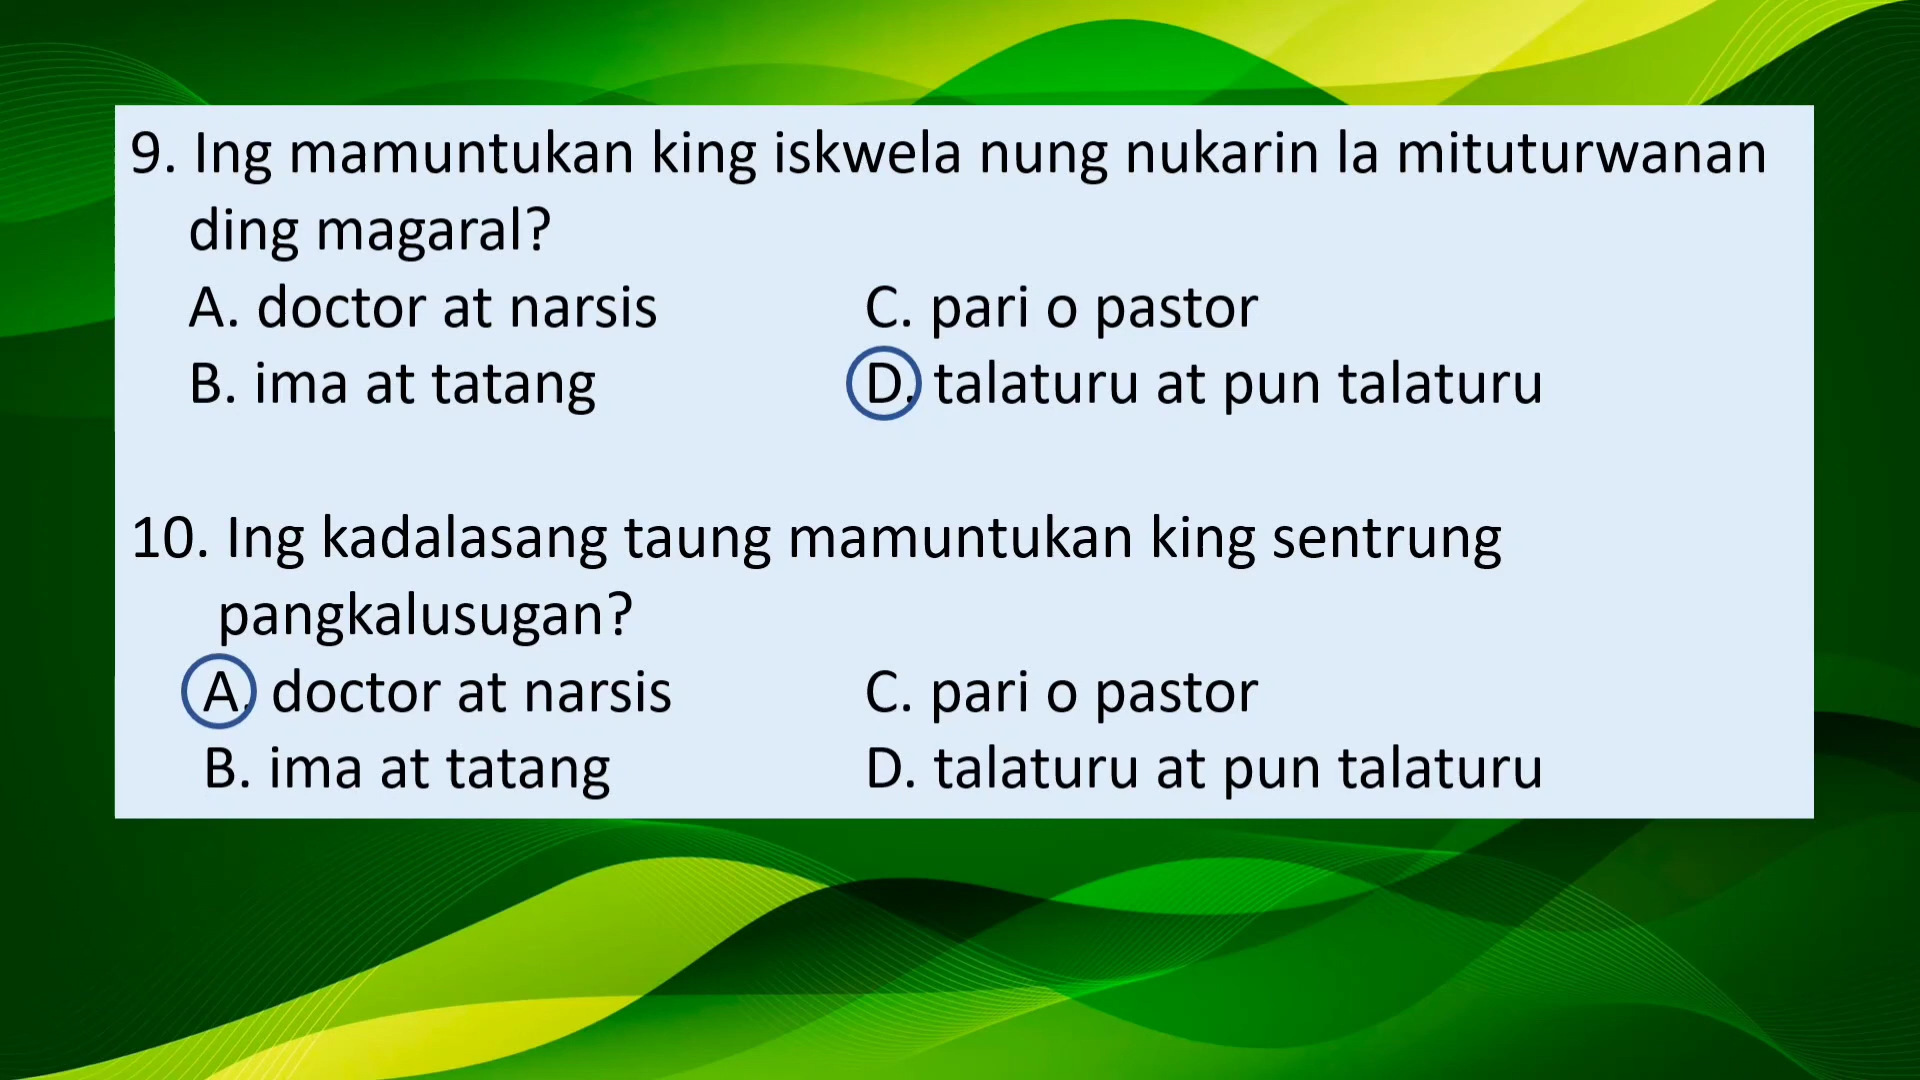 9. Ing mamuntukan king iskwela nung nukarin la mituturwanan
ding magaral?
A. doctor at narsis C. pari o pastor
B. ima at tatang D. talaturu at pun talaturu
10. Ing kadalasang taung mamuntukan king sentrung
pangkalusugan?
A. doctor at narsis C. pari o pastor
B. ima at tatang D. talaturu at pun talaturu